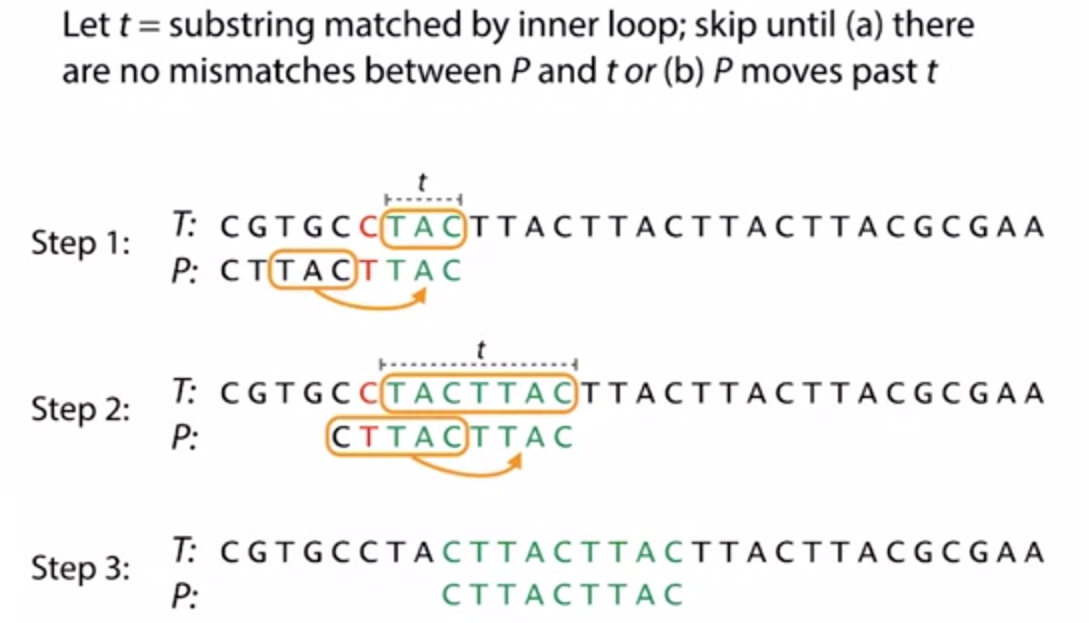 Let t = substring matched by inner loop; skip until (a) there
are no mismatches between P and t or (b) P moves past t
t
Step 1:
T: C G T G C C T A C T T A C T T A C T T A C T T A C G C G A A
P: C T T A C T T A C
t
Step 2:
T: C G T G C C T A C T T A C T T A C T T A C T T A C G C G A A
P: C T T A C T T A C
Step 3:
T: C G T G C C T A C T T A C T T A C T T A C T T A C G C G A A
P: C T T A C T T A C